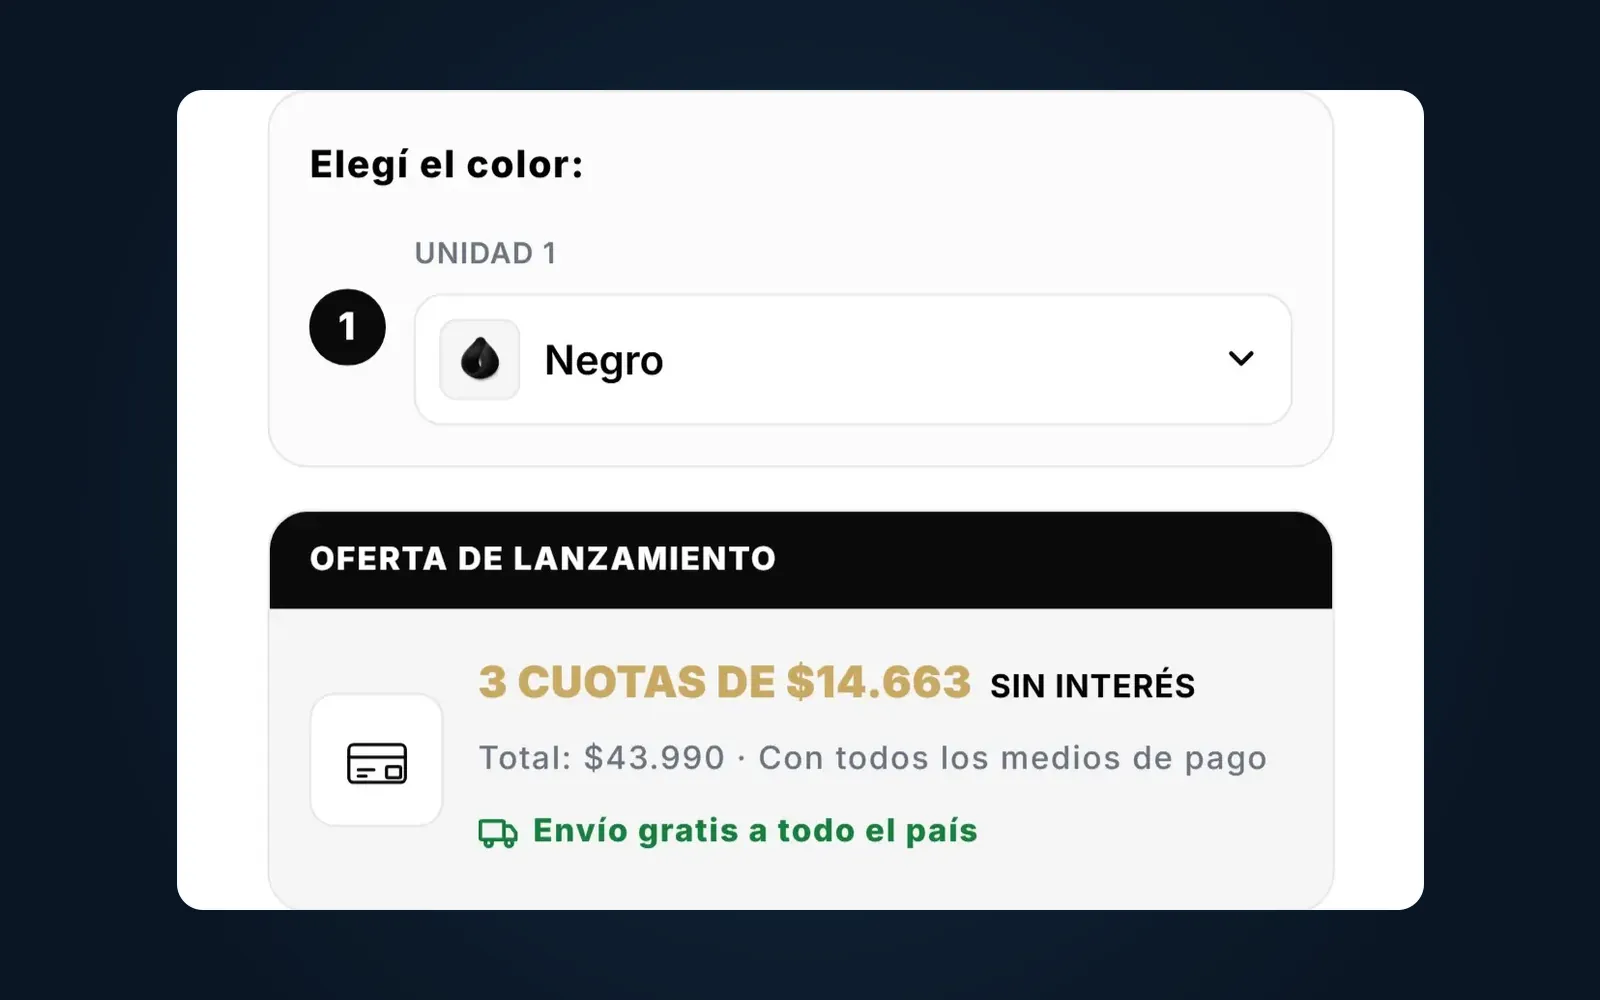 Elegí el color:
UNIDAD 1
1
Negro
OFERTA DE LANZAMIENTO
3 CUOTAS DE $14.663 SIN INTERÉS
Total: $43.990 · Con todos los medios de pago
Envío gratis a todo el país